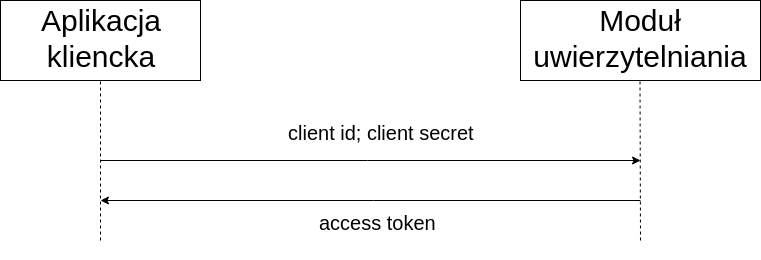 Aplikacja
kliencka
Moduł
uwierzytelniania
client id; client secret
access token